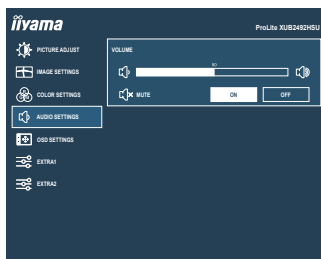 iiyama
ProLite XUB2492HSU
PICTURE ADJUST
IMAGE SETTINGS
COLOR SETTINGS
AUDIO SETTINGS
OSD SETTINGS
EXTRA1
EXTRA2
VOLUME
50
MUTE
ON
OFF